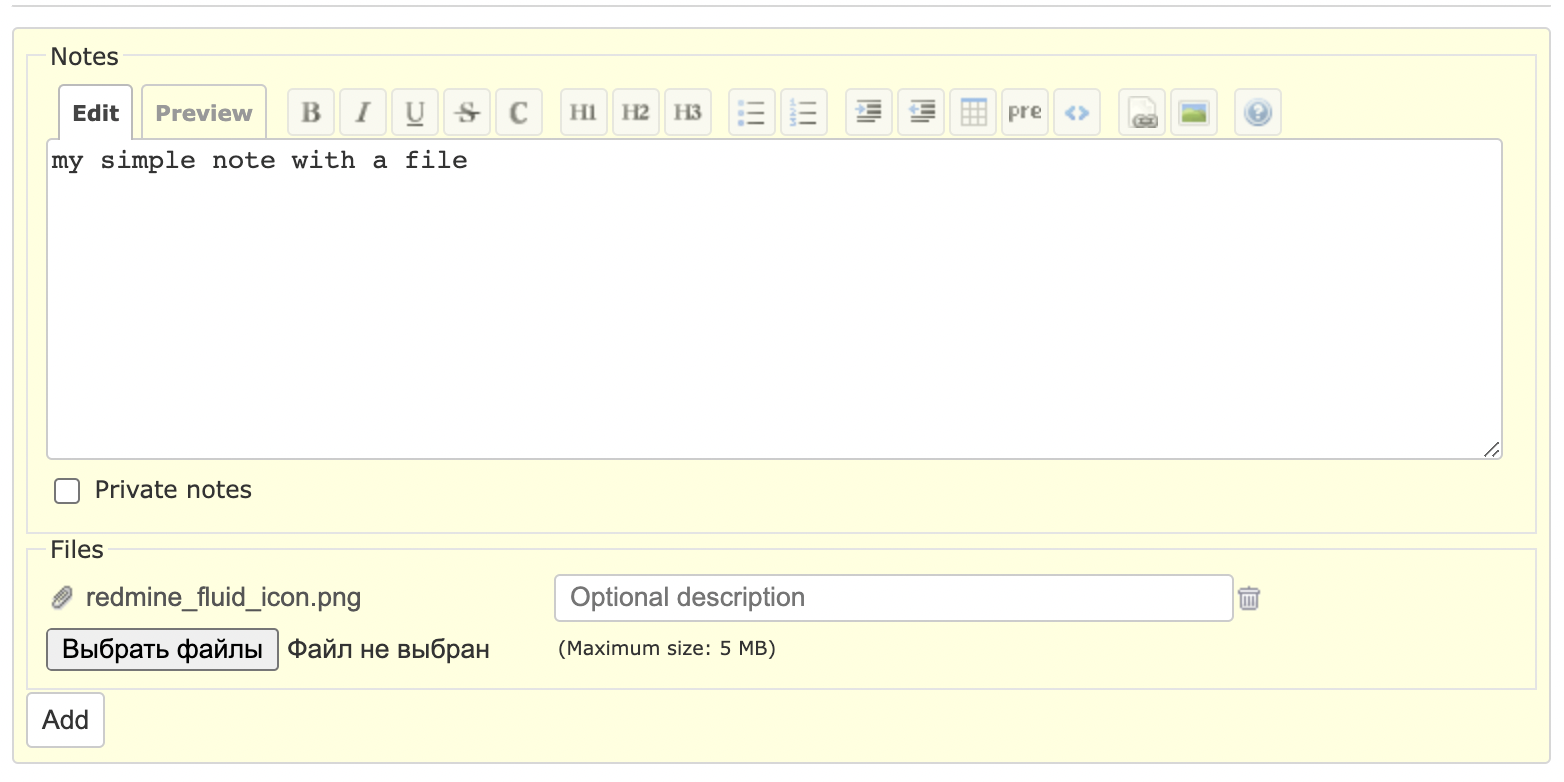 Notes
Edit Preview B I U S C H1 H2 H3 pre <>
my simple note with a file
Private notes
Files
redmine_fluid_icon.png Optional description
Выбрать файлы Файл не выбран (Maximum size: 5 MB)
Add